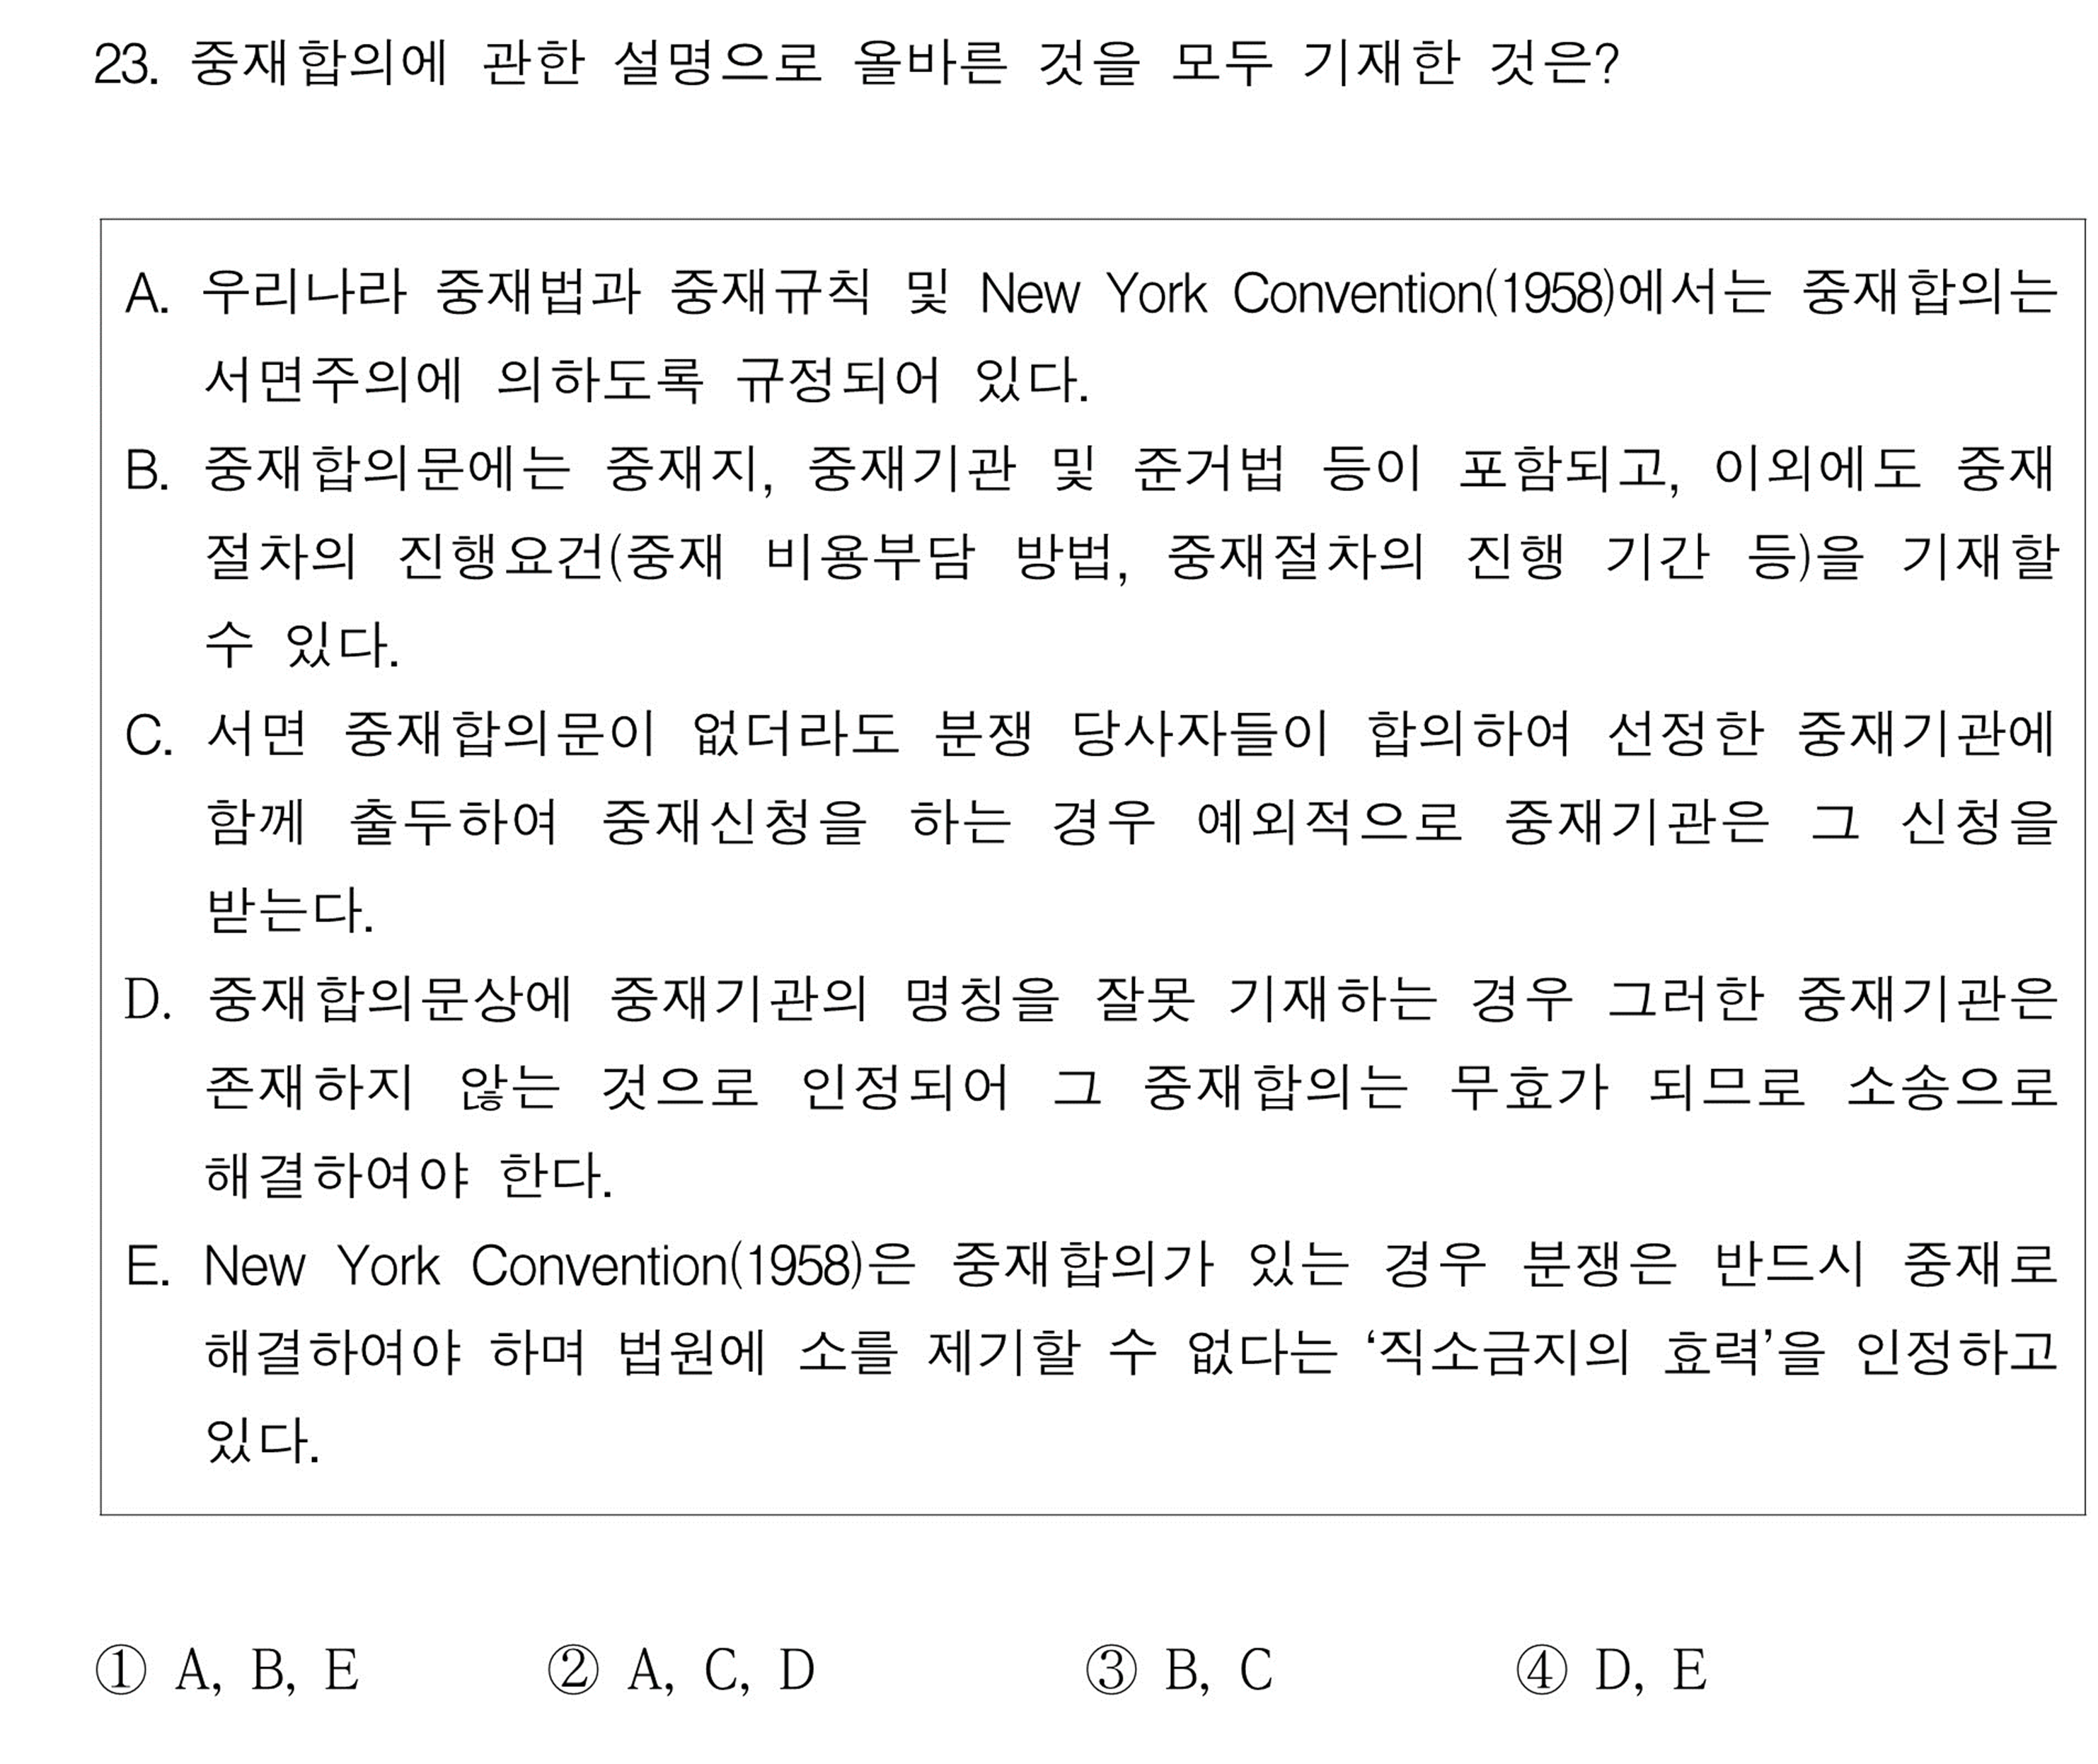 23. 중재합의에 관한 설명으로 올바른 것을 모두 기재한 것은?
A. 우리나라 중재법과 중재규칙 및 New York Convention(1958)에서는 중재합의는
서면주의에 의하도록 규정되어 있다.
B. 중재합의문에는 중재지, 중재기관 및 준거법 등이 포함되고, 이외에도 중재
절차의 진행요건(중재 비용부담 방법, 중재절차의 진행 기간 등)을 기재할
수 있다.
C. 서면 중재합의문이 없더라도 분쟁 당사자들이 합의하여 선정한 중재기관에
함께 출두하여 중재신청을 하는 경우 예외적으로 중재기관은 그 신청을
받는다.
D. 중재합의문상에 중재기관의 명칭을 잘못 기재하는 경우 그러한 중재기관은
존재하지 않는 것으로 인정되어 그 중재합의는 무효가 되므로 소송으로
해결하여야 한다.
E. New York Convention(1958)은 중재합의가 있는 경우 분쟁은 반드시 중재로
해결하여야 하며 법원에 소를 제기할 수 없다는 ‘직소금지의 효력’을 인정하고
있다.
① A, B, E ② A, C, D ③ B, C ④ D, E